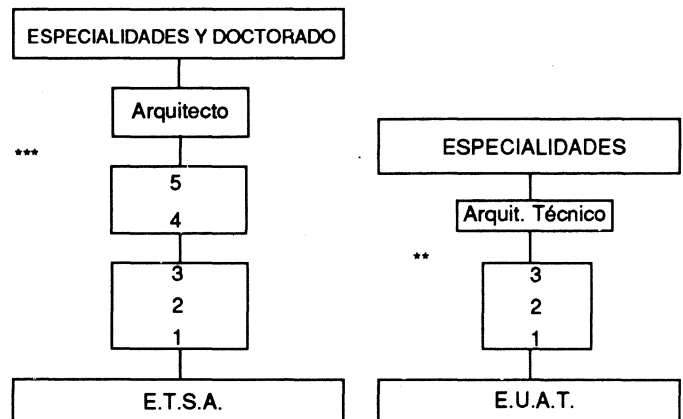 ESPECIALIDADES Y DOCTORADO
Arquitecto
***
5
4
3
2
1
E.T.S.A.
ESPECIALIDADES
Arquit. Técnico
**
3
2
1
E.U.A.T.